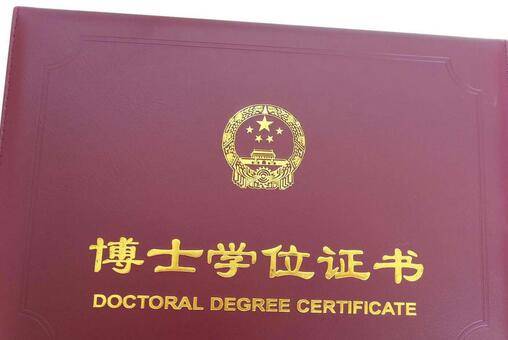 博士学位证书
DOCTORAL DEGREE CERTIFICATE